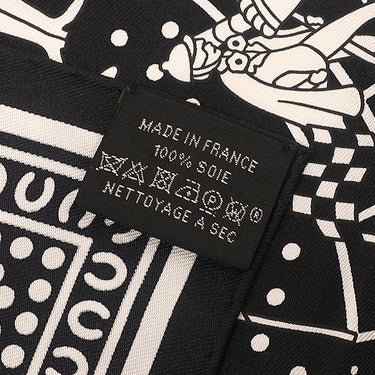 MADE IN FRANCE
100% SOIE
NETTOYAGE A SEC